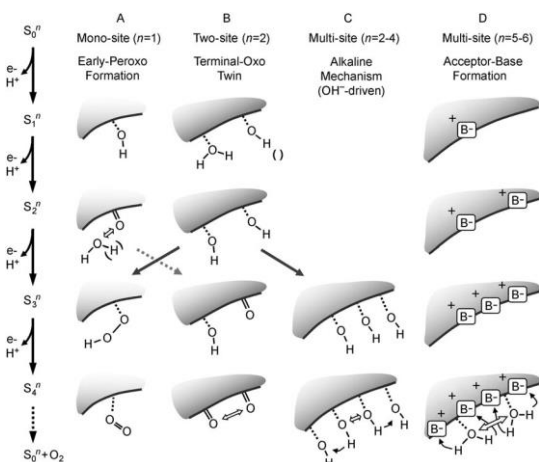 A B C D
Mono-site (n=1) Two-site (n=2) Multi-site (n=2-4) Multi-site (n=5-6)
Early-Peroxo Terminal-Oxo Alkaline Acceptor-Base
Formation Twin Mechanism Formation
(OH⁻-driven)
S₀ⁿ
e-
H⁺
S₁ⁿ
O
H
O
H H
O
H
( )
+
B-
e-
H⁺
S₂ⁿ
O
H O (H)
O
H
O
H
+
B-
+
B-
e-
H⁺
S₃ⁿ
O
HO
O
H
O
O
H
O
H
O
H
+
B-
+
B-
+
B-
e-
H⁺
S₄ⁿ
O
O
O
O
O
H
O
H
O
H
O
H
+
B-
+
B-
+
B-
+
B-
H O H
H O H
S₀ⁿ+O₂